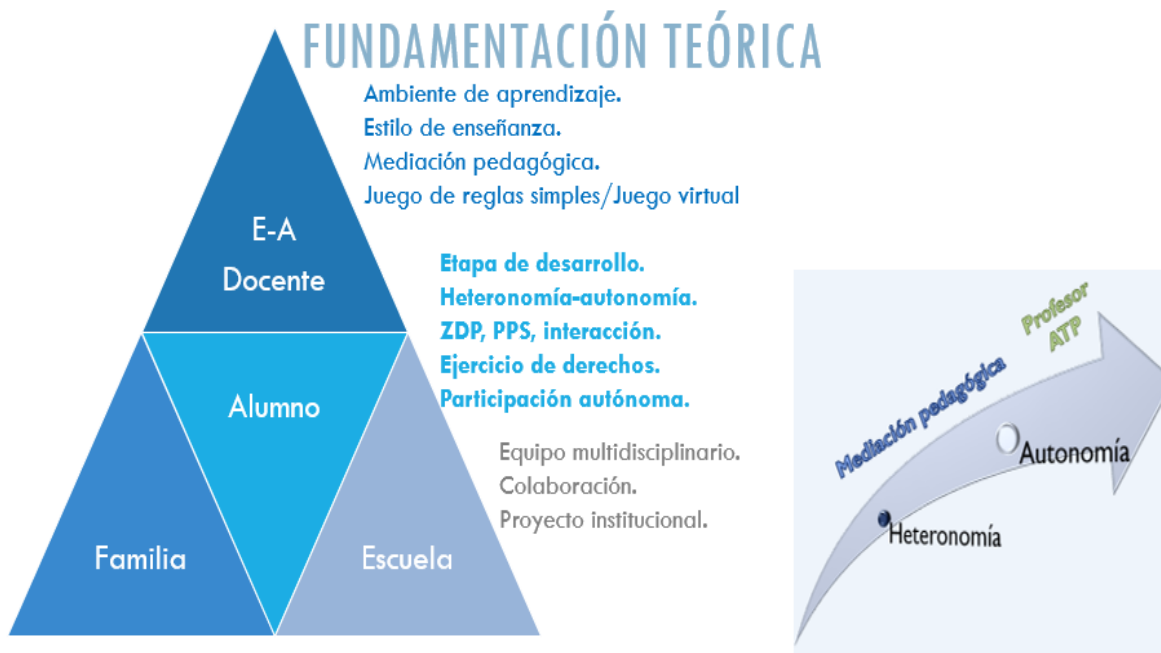 FUNDAMENTACIÓN TEÓRICA
Ambiente de aprendizaje.
Estilo de enseñanza.
Mediación pedagógica.
Juego de reglas simples/Juego virtual
E-A
Docente
Etapa de desarrollo.
Heteronomía-autonomía.
ZDP, PPS, interacción.
Ejercicio de derechos.
Participación autónoma.
Alumno
Equipo multidisciplinario.
Colaboración.
Proyecto institucional.
Familia
Escuela
Profesor
ATP
Mediación pedagógica
Autonomía
Heteronomía